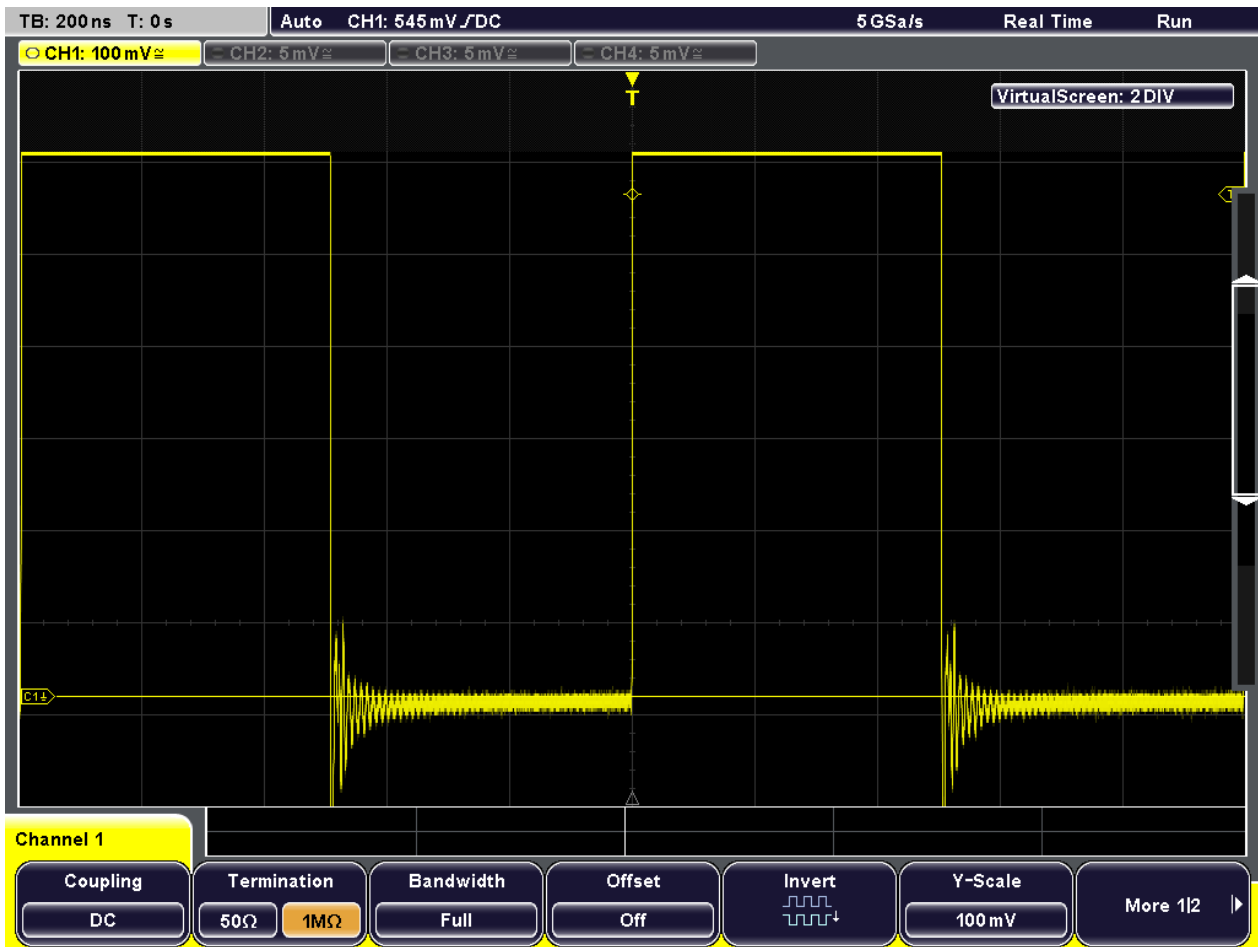 TB: 200 ns T: 0 s Auto CH1: 545 mV DC 5 GSa/s Real Time Run
CH1: 100 mV≅ CH2: 5 mV≅ CH3: 5 mV≅ CH4: 5 mV≅
T
VirtualScreen: 2 DIV
T
C1
Channel 1
Coupling Termination Bandwidth Offset Invert Y-Scale More 1|2
DC 50Ω 1MΩ Full Off 100 mV